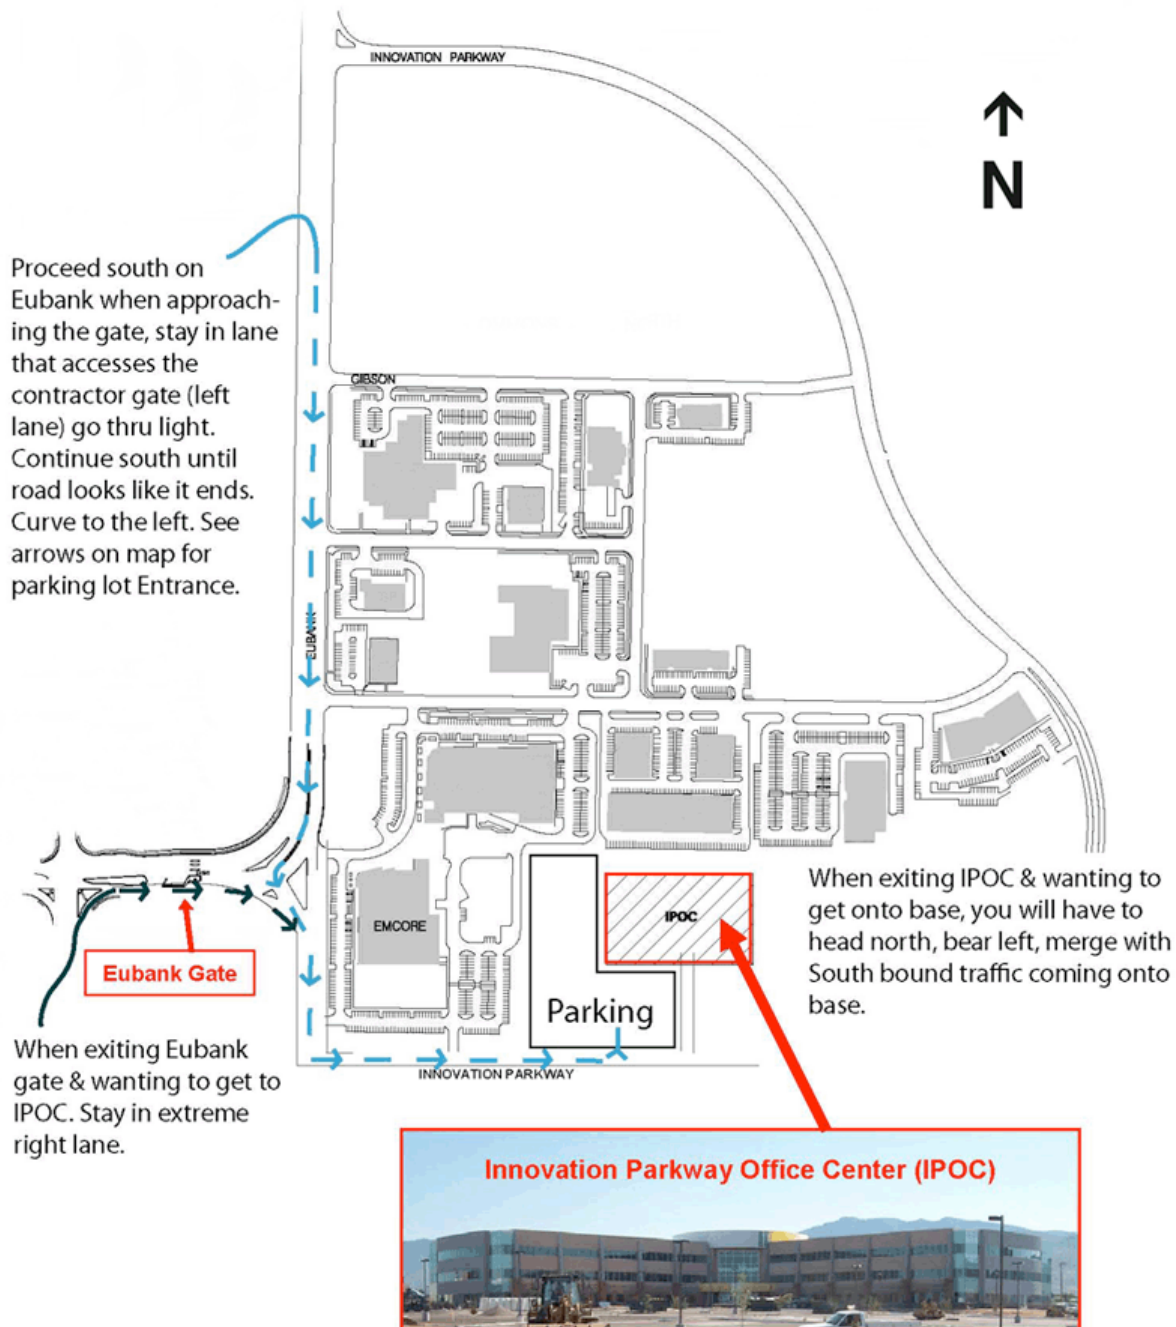 INNOVATION PARKWAY
N
Proceed south on
Eubank when approach-
ing the gate, stay in lane
that accesses the
contractor gate (left
lane) go thru light.
Continue south until
road looks like it ends.
Curve to the left. See
arrows on map for
parking lot Entrance.
GIBSON
EUBANK
EMCORE
IPOC
When exiting IPOC & wanting to
get onto base, you will have to
head north, bear left, merge with
South bound traffic coming onto
base.
Eubank Gate
Parking
When exiting Eubank
gate & wanting to get to
IPOC. Stay in extreme
right lane.
INNOVATION PARKWAY
Innovation Parkway Office Center (IPOC)